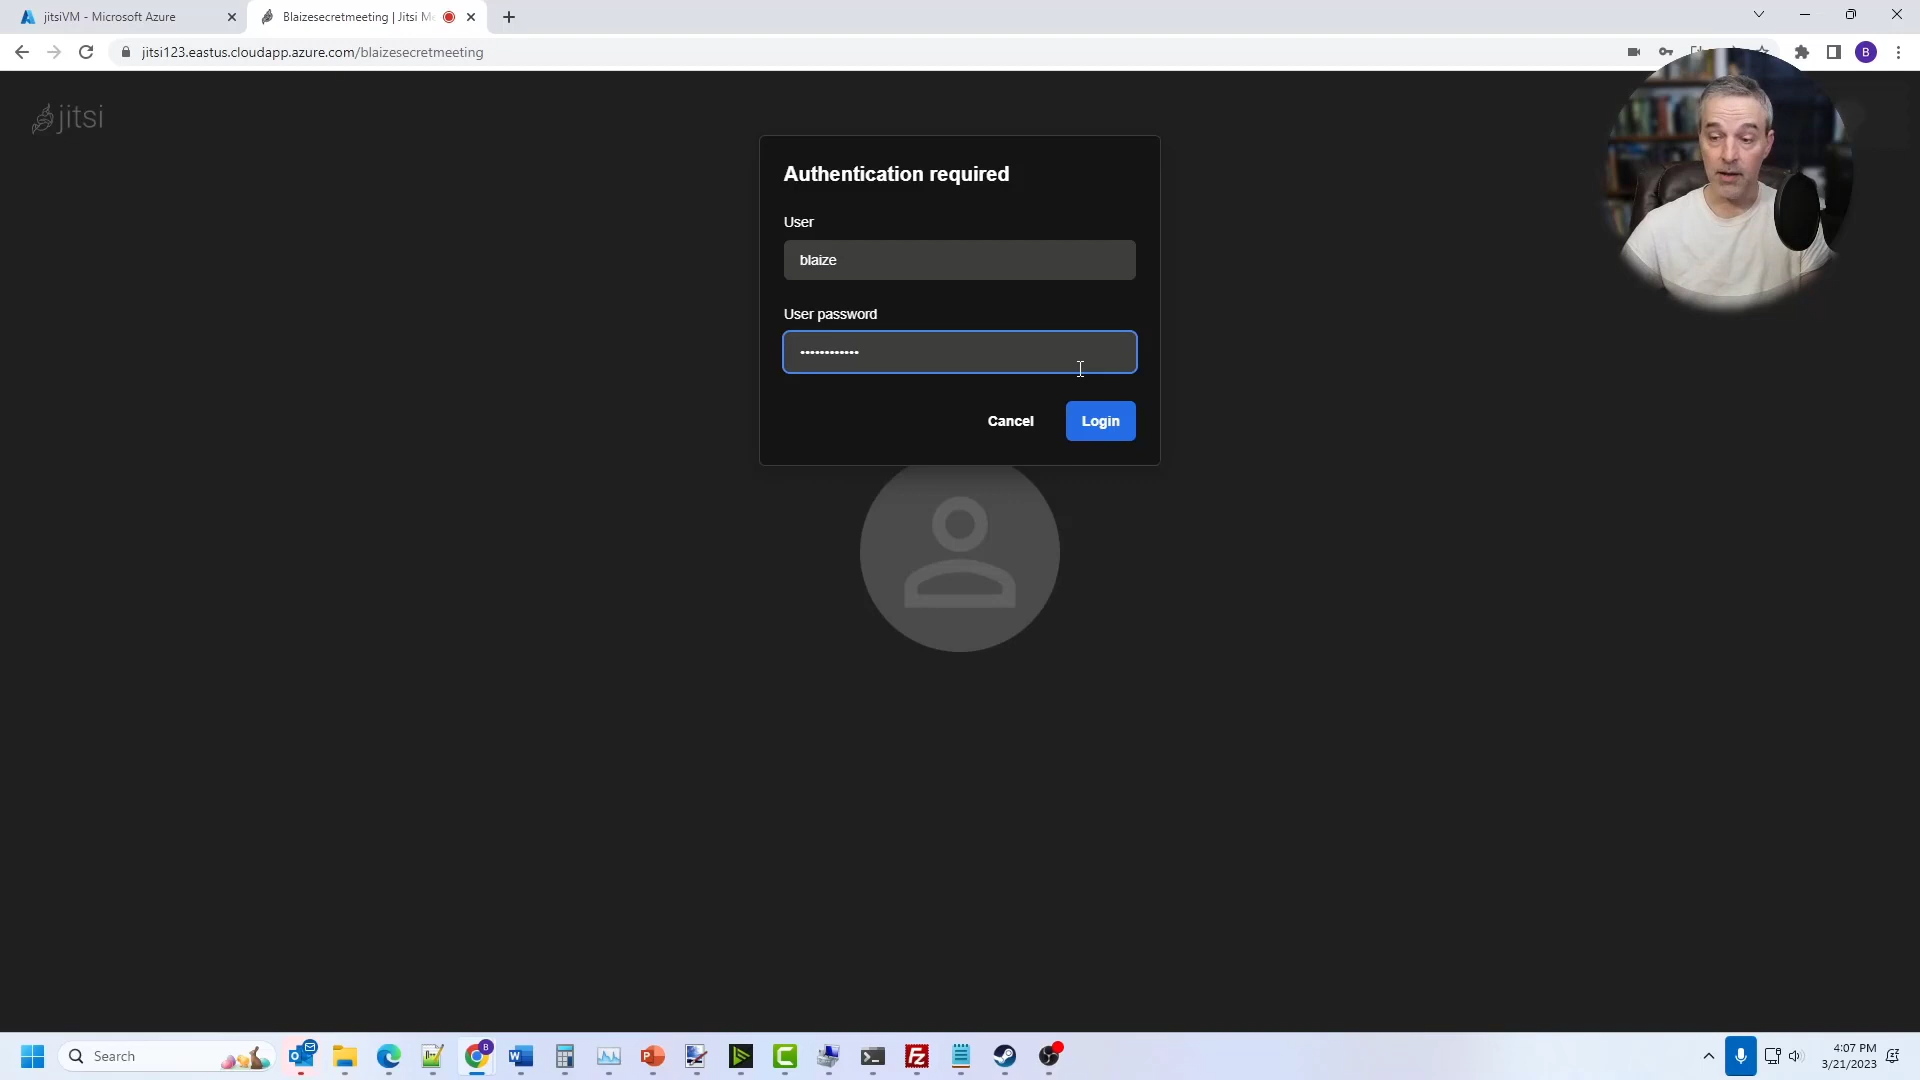 jitsiVM - Microsoft Azure
Blaizesecretmeeting | Jitsi Me
jitsi123.eastus.cloudapp.azure.com/blaizesecretmeeting
B
jitsi
Authentication required
User
blaize
User password
••••••••••••
Cancel
Login
Search
4:07 PM
3/21/2023